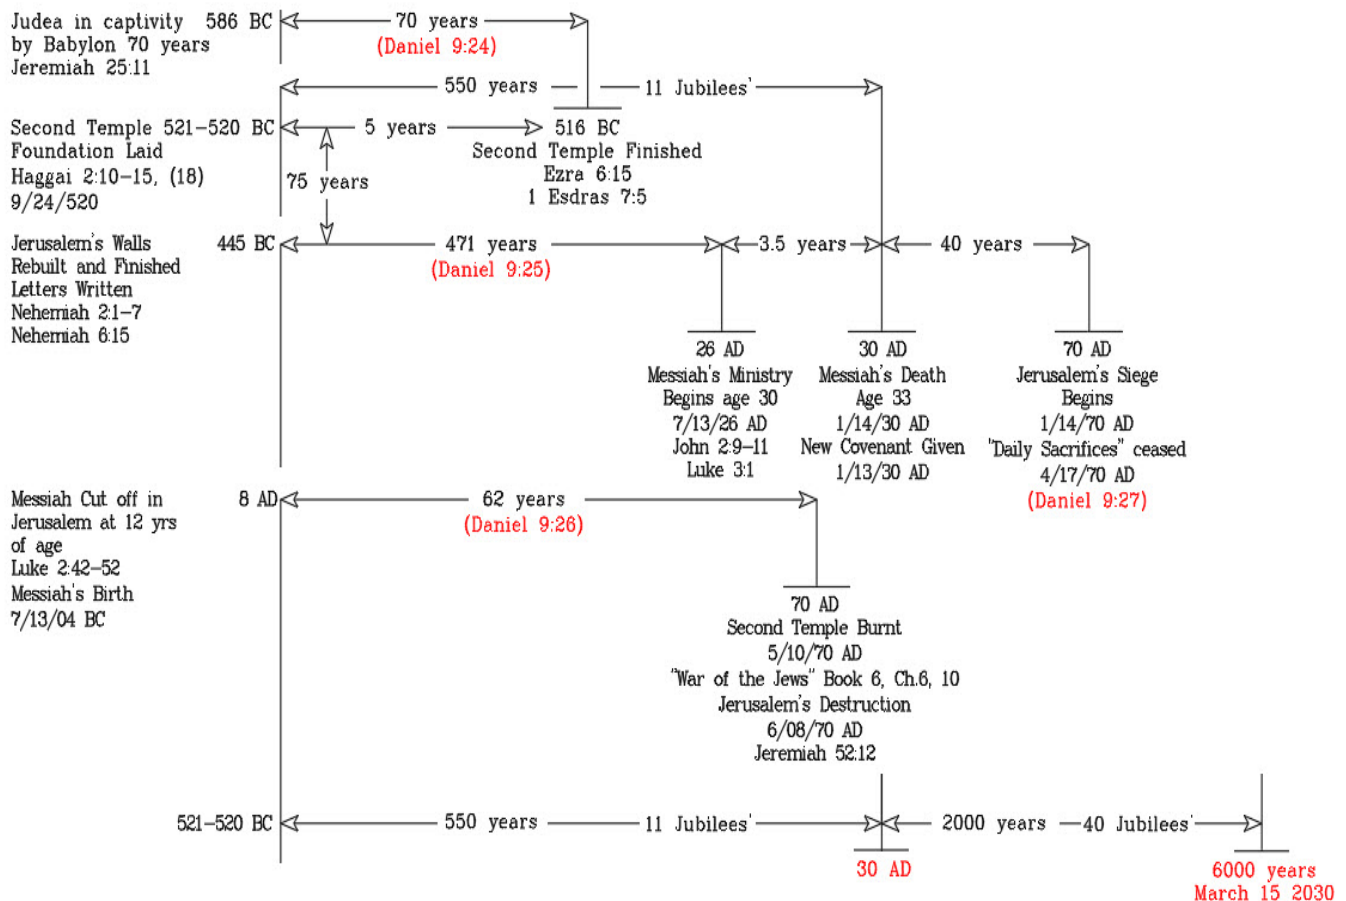 Judea in captivity 586 BC
by Babylon 70 years
Jeremiah 25:11
70 years
(Daniel 9:24)
550 years
11 Jubilees'
Second Temple 521-520 BC
Foundation Laid
Haggai 2:10-15, (18)
9/24/520
5 years
75 years
516 BC
Second Temple Finished
Ezra 6:15
1 Esdras 7:5
Jerusalem's Walls 445 BC
Rebuilt and Finished
Letters Written
Nehemiah 2:1-7
Nehemiah 6:15
471 years
(Daniel 9:25)
3.5 years
40 years
26 AD
Messiah's Ministry
Begins age 30
7/13/26 AD
John 2:9-11
Luke 3:1
30 AD
Messiah's Death
Age 33
1/14/30 AD
New Covenant Given
1/13/30 AD
70 AD
Jerusalem's Siege
Begins
1/14/70 AD
"Daily Sacrifices" ceased
4/17/70 AD
(Daniel 9:27)
Messiah Cut off in 8 AD
Jerusalem at 12 yrs
of age
Luke 2:42-52
Messiah's Birth
7/13/04 BC
62 years
(Daniel 9:26)
70 AD
Second Temple Burnt
5/10/70 AD
"War of the Jews" Book 6, Ch.6, 10
Jerusalem's Destruction
6/08/70 AD
Jeremiah 52:12
521-520 BC
550 years
11 Jubilees'
2000 years
40 Jubilees'
30 AD
6000 years
March 15 2030